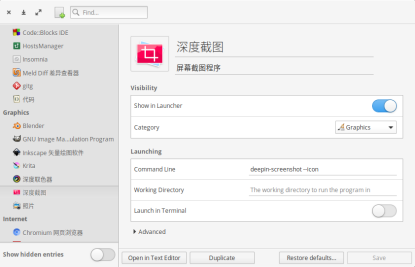 Find...
Code::Blocks IDE
HostsManager
Insomnia
Meld Diff 差异查看器
gitg
代码
Graphics
Blender
GNU Image Ma...ulation Program
Inkscape 矢量绘图软件
Krita
深度取色器
深度截图
照片
Internet
Chromium 网页浏览器
Show hidden entries
深度截图
屏幕截图程序
Visibility
Show in Launcher
Category
Graphics
Launching
Command Line
deepin-screenshot --icon
Working Directory
The working directory to run the program in
Launch in Terminal
Advanced
Open in Text Editor
Duplicate
Restore defaults...
Save